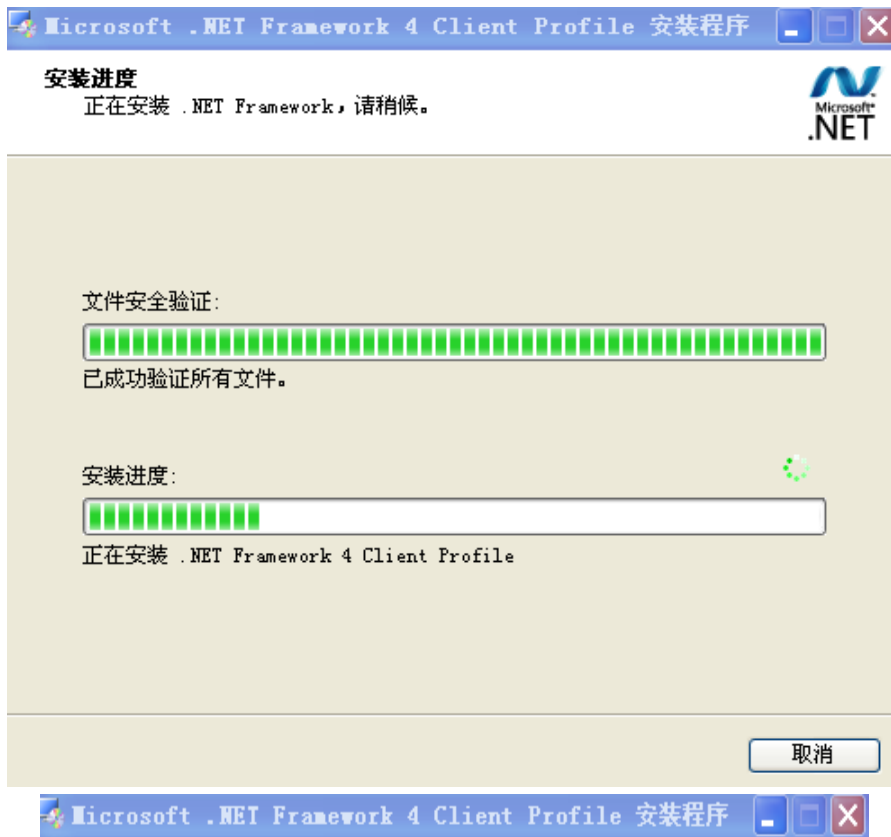 Microsoft .NET Framework 4 Client Profile 安装程序
安装进度
正在安装 .NET Framework，请稍候。
Microsoft
.NET
文件安全验证:
已成功验证所有文件。
安装进度:
正在安装 .NET Framework 4 Client Profile
取消
Microsoft .NET Framework 4 Client Profile 安装程序